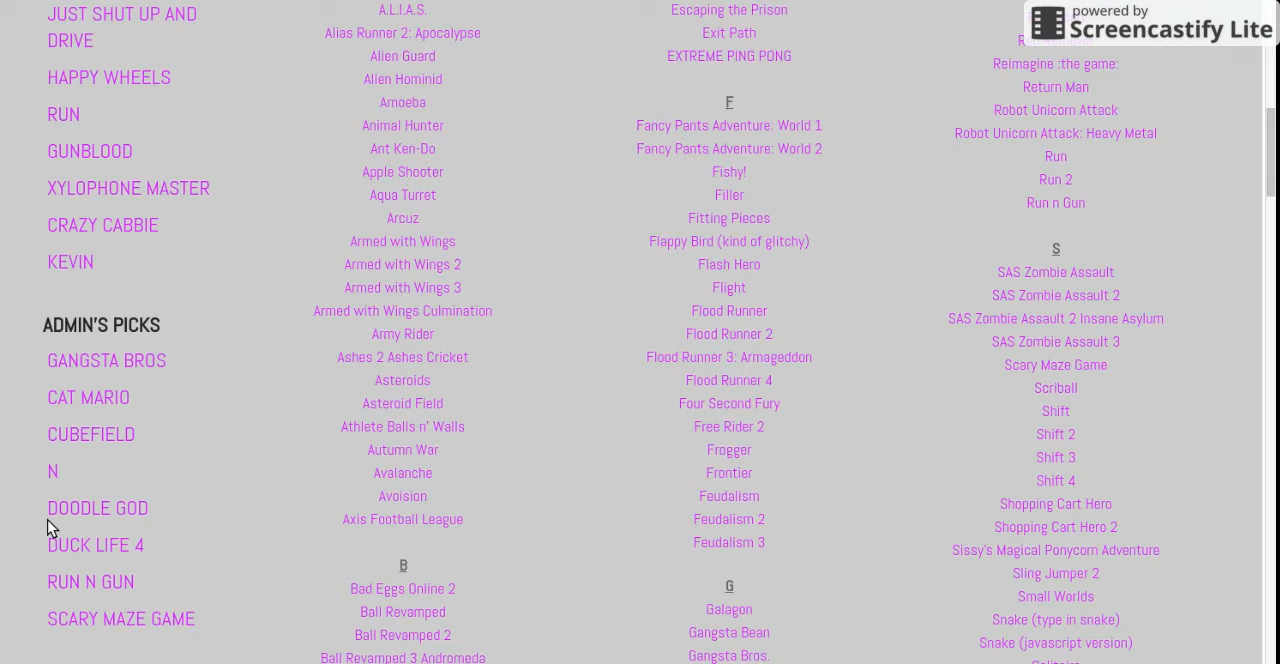 JUST SHUT UP AND
DRIVE
HAPPY WHEELS
RUN
GUNBLOOD
XYLOPHONE MASTER
CRAZY CABBIE
KEVIN
ADMIN'S PICKS
GANGSTA BROS
CAT MARIO
CUBEFIELD
N
DOODLE GOD
DUCK LIFE 4
RUN N GUN
SCARY MAZE GAME
A.L.I.A.S.
Alias Runner 2: Apocalypse
Alien Guard
Alien Hominid
Amoeba
Animal Hunter
Ant Ken-Do
Apple Shooter
Aqua Turret
Arcuz
Armed with Wings
Armed with Wings 2
Armed with Wings 3
Armed with Wings Culmination
Army Rider
Ashes 2 Ashes Cricket
Asteroids
Asteroid Field
Athlete Balls n' Walls
Autumn War
Avalanche
Avoision
Axis Football League
B
Bad Eggs Online 2
Ball Revamped
Ball Revamped 2
Ball Revamped 3 Andromeda
Escaping the Prison
Exit Path
EXTREME PING PONG
F
Fancy Pants Adventure: World 1
Fancy Pants Adventure: World 2
Fishy!
Filler
Fitting Pieces
Flappy Bird (kind of glitchy)
Flash Hero
Flight
Flood Runner
Flood Runner 2
Flood Runner 3: Armageddon
Flood Runner 4
Four Second Fury
Free Rider 2
Frogger
Frontier
Feudalism
Feudalism 2
Feudalism 3
G
Galagon
Gangsta Bean
Gangsta Bros.
powered by
Screencastify Lite
Reimagine :the game:
Return Man
Robot Unicorn Attack
Robot Unicorn Attack: Heavy Metal
Run
Run 2
Run n Gun
S
SAS Zombie Assault
SAS Zombie Assault 2
SAS Zombie Assault 2 Insane Asylum
SAS Zombie Assault 3
Scary Maze Game
Scriball
Shift
Shift 2
Shift 3
Shift 4
Shopping Cart Hero
Shopping Cart Hero 2
Sissy's Magical Ponycorn Adventure
Sling Jumper 2
Small Worlds
Snake (type in snake)
Snake (javascript version)